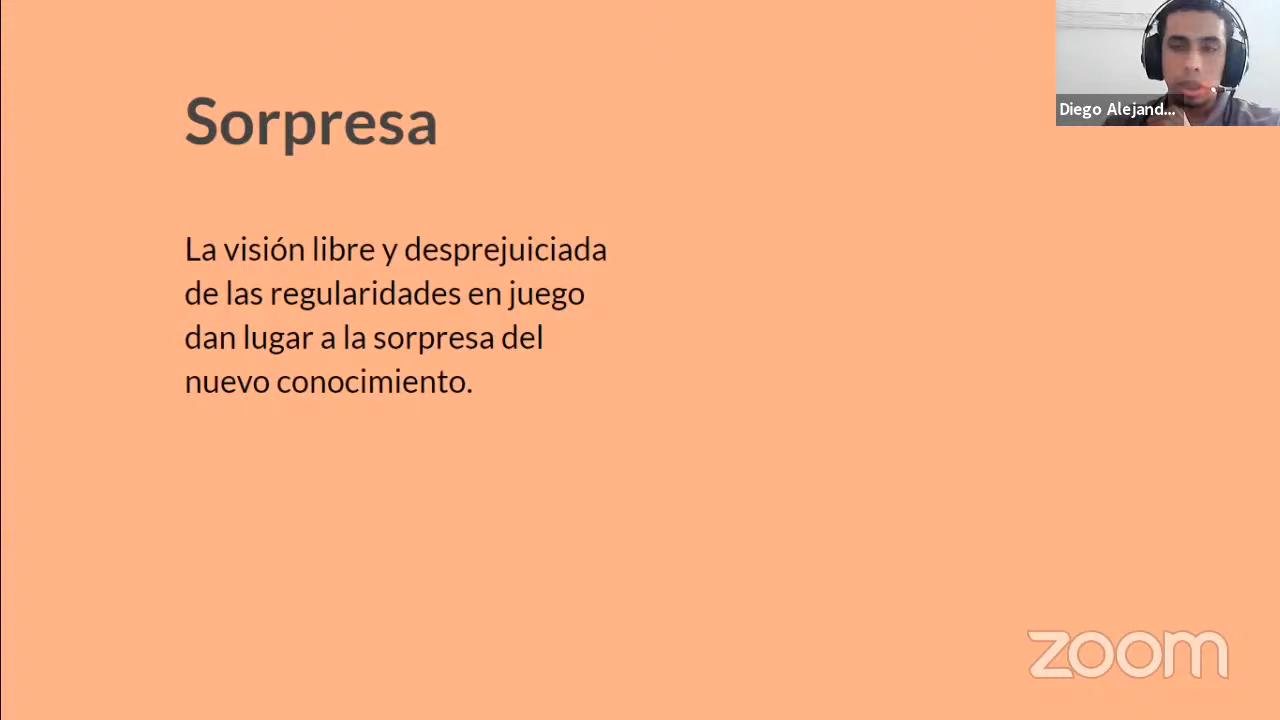 Sorpresa
La visión libre y desprejuiciada
de las regularidades en juego
dan lugar a la sorpresa del
nuevo conocimiento.
Diego Alejand...
zoom